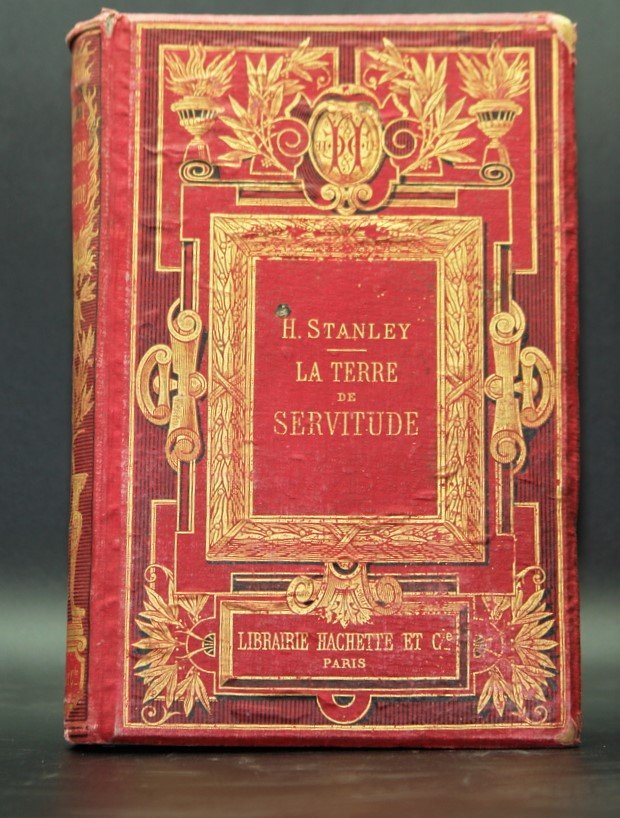 H. STANLEY
LA TERRE
DE
SERVITUDE
LIBRAIRIE HACHETTE ET Cie
PARIS